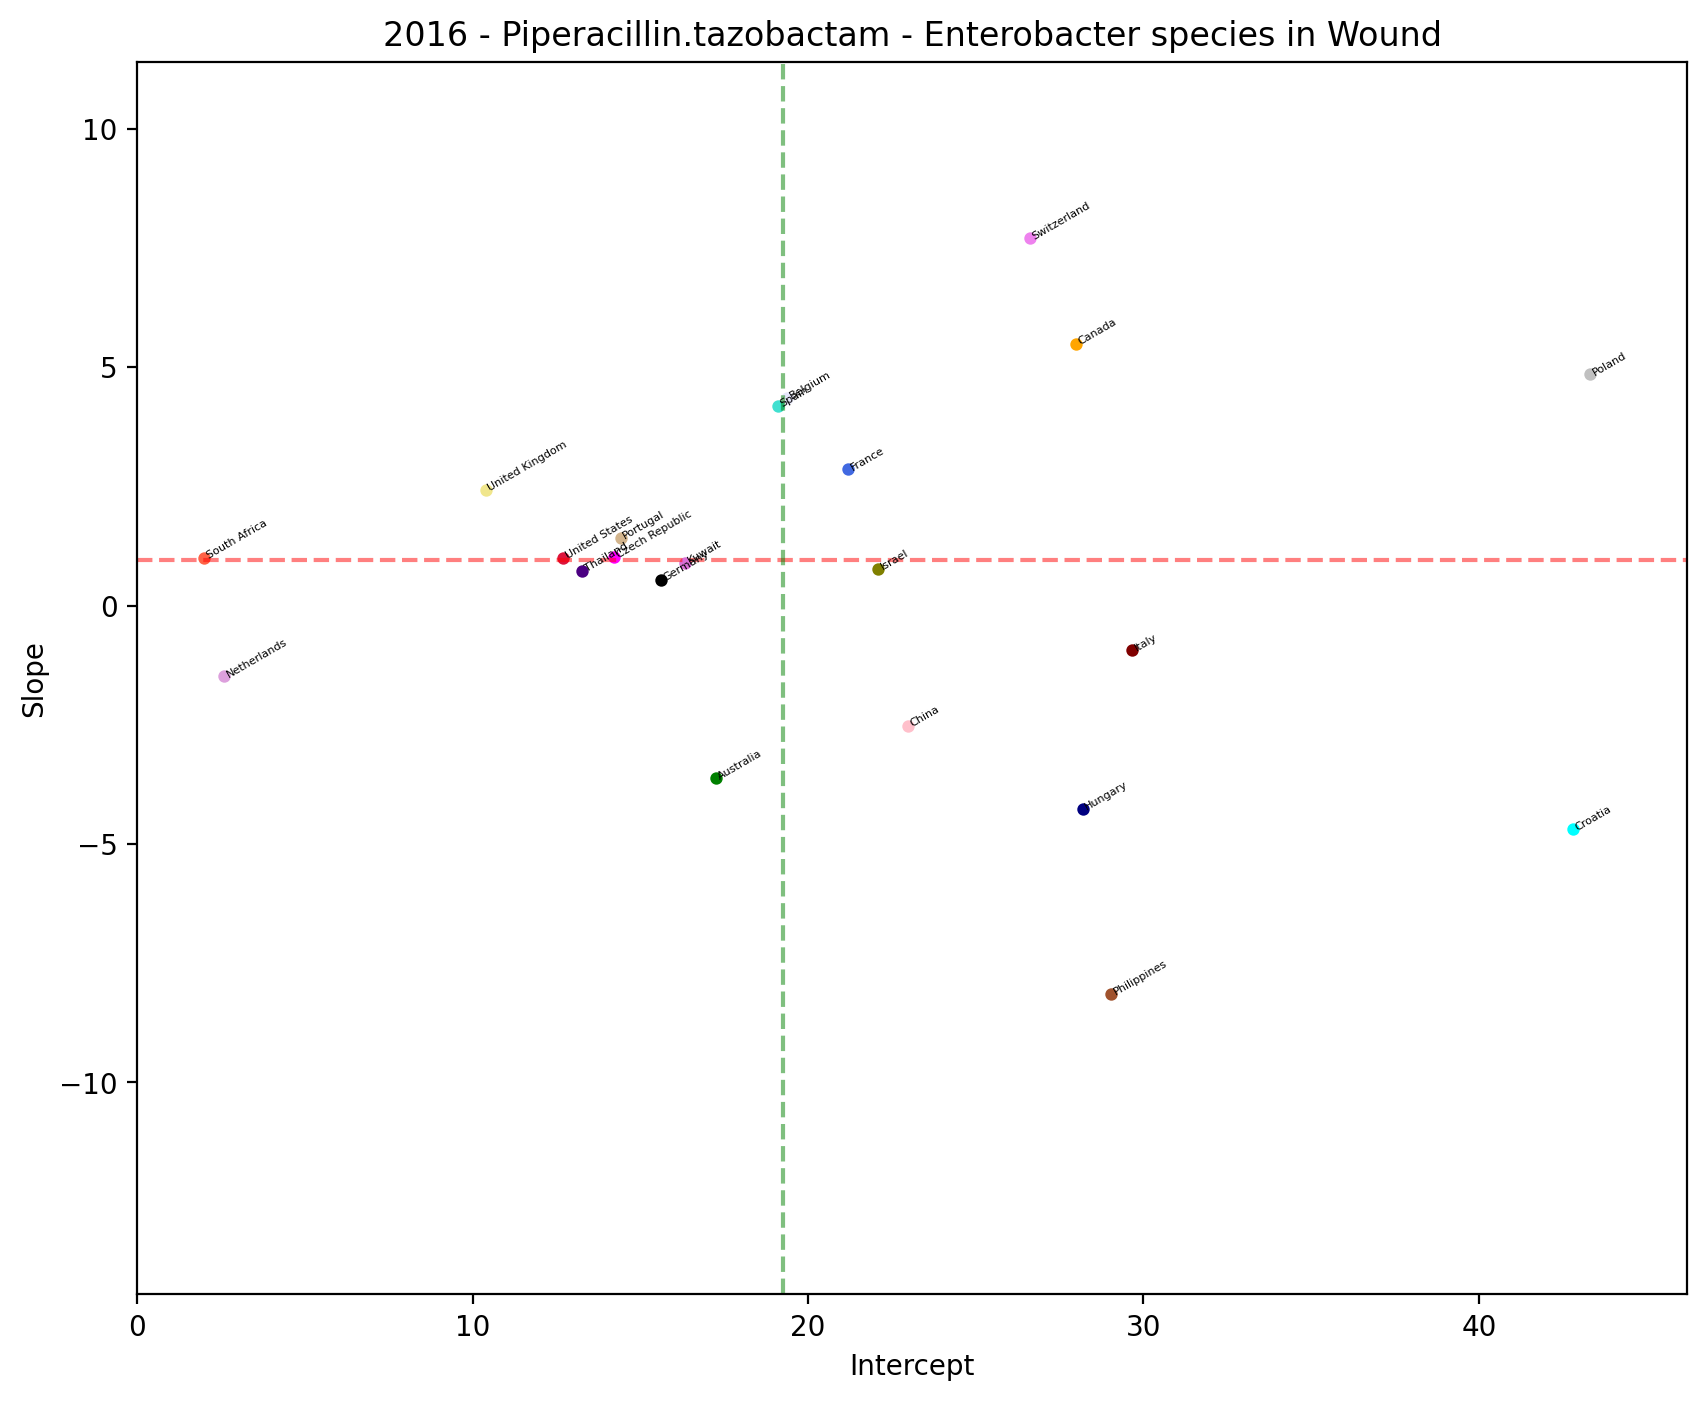 2016 - Piperacillin.tazobactam - Enterobacter species in Wound
10
5
0
−5
−10
Slope
Switzerland
Canada
Poland
Belgium
Spain
France
United Kingdom
South Africa
United States
Portugal
Czech Republic
Thailand
Kuwait
Germany
Israel
Italy
Netherlands
China
Australia
Hungary
Croatia
Philippines
0
10
20
30
40
Intercept